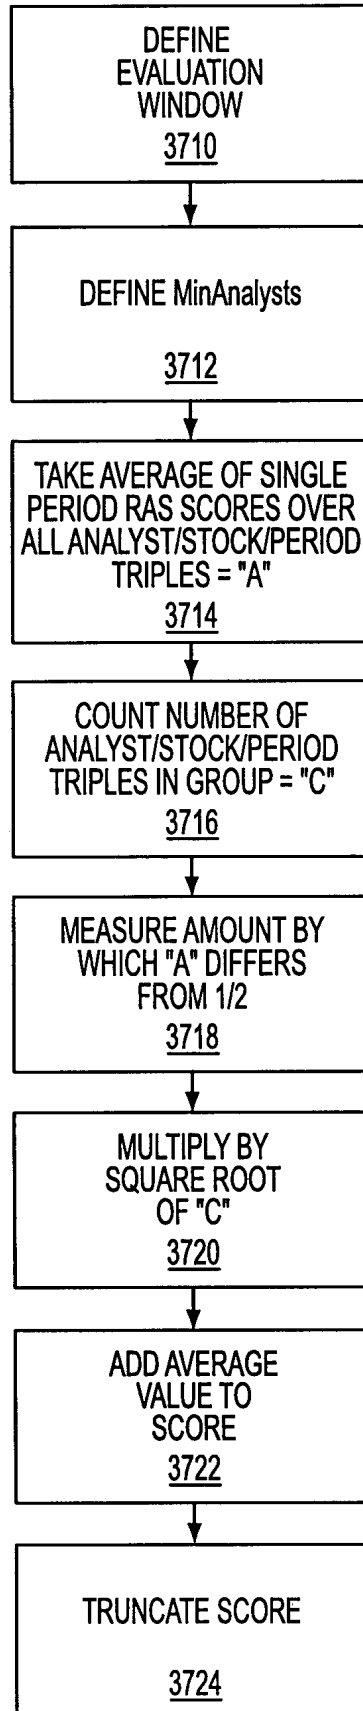 DEFINE
EVALUATION
WINDOW
3710
DEFINE MinAnalysts
3712
TAKE AVERAGE OF SINGLE
PERIOD RAS SCORES OVER
ALL ANALYST/STOCK/PERIOD
TRIPLES = "A"
3714
COUNT NUMBER OF
ANALYST/STOCK/PERIOD
TRIPLES IN GROUP = "C"
3716
MEASURE AMOUNT BY
WHICH "A" DIFFERS
FROM 1/2
3718
MULTIPLY BY
SQUARE ROOT
OF "C"
3720
ADD AVERAGE
VALUE TO
SCORE
3722
TRUNCATE SCORE
3724